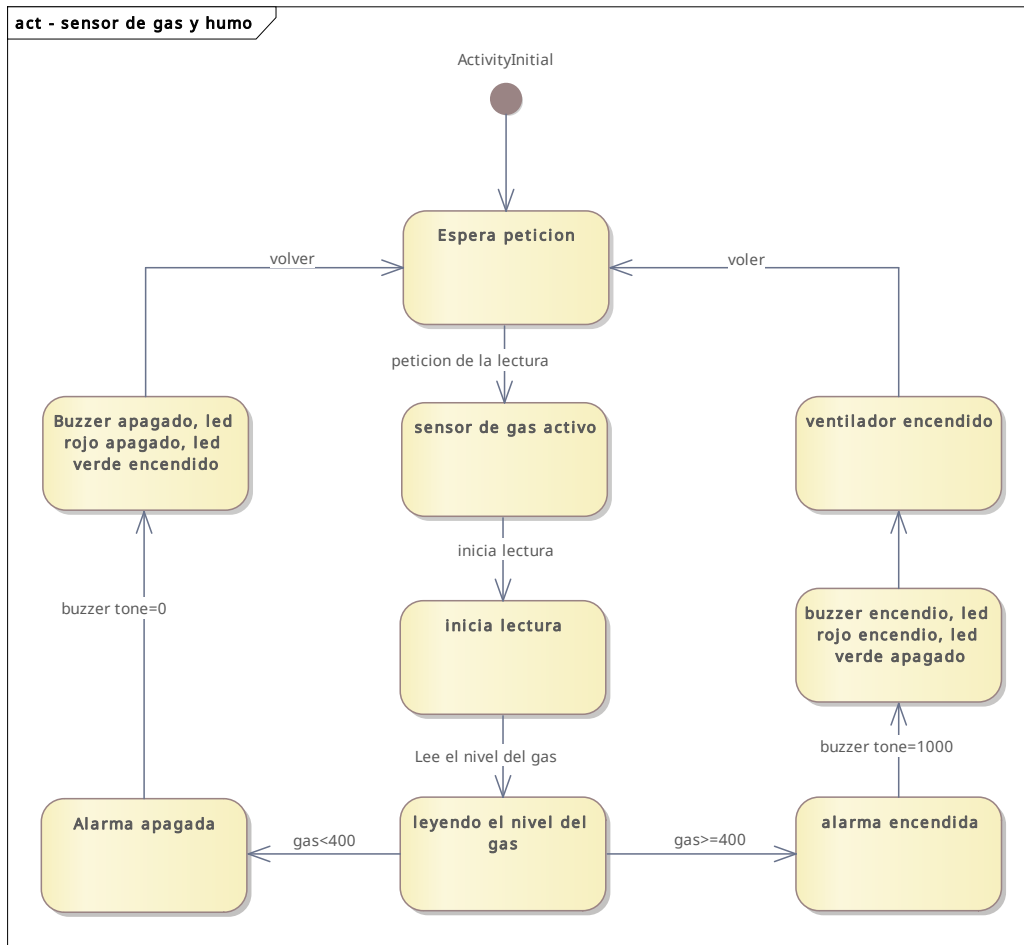 act - sensor de gas y humo
ActivityInitial
Espera peticion
volver
voler
peticion de la lectura
Buzzer apagado, led
rojo apagado, led
verde encendido
sensor de gas activo
ventilador encendido
inicia lectura
buzzer tone=0
inicia lectura
buzzer encendio, led
rojo encendio, led
verde apagado
Lee el nivel del gas
buzzer tone=1000
Alarma apagada
gas<400
leyendo el nivel del
gas
gas>=400
alarma encendida